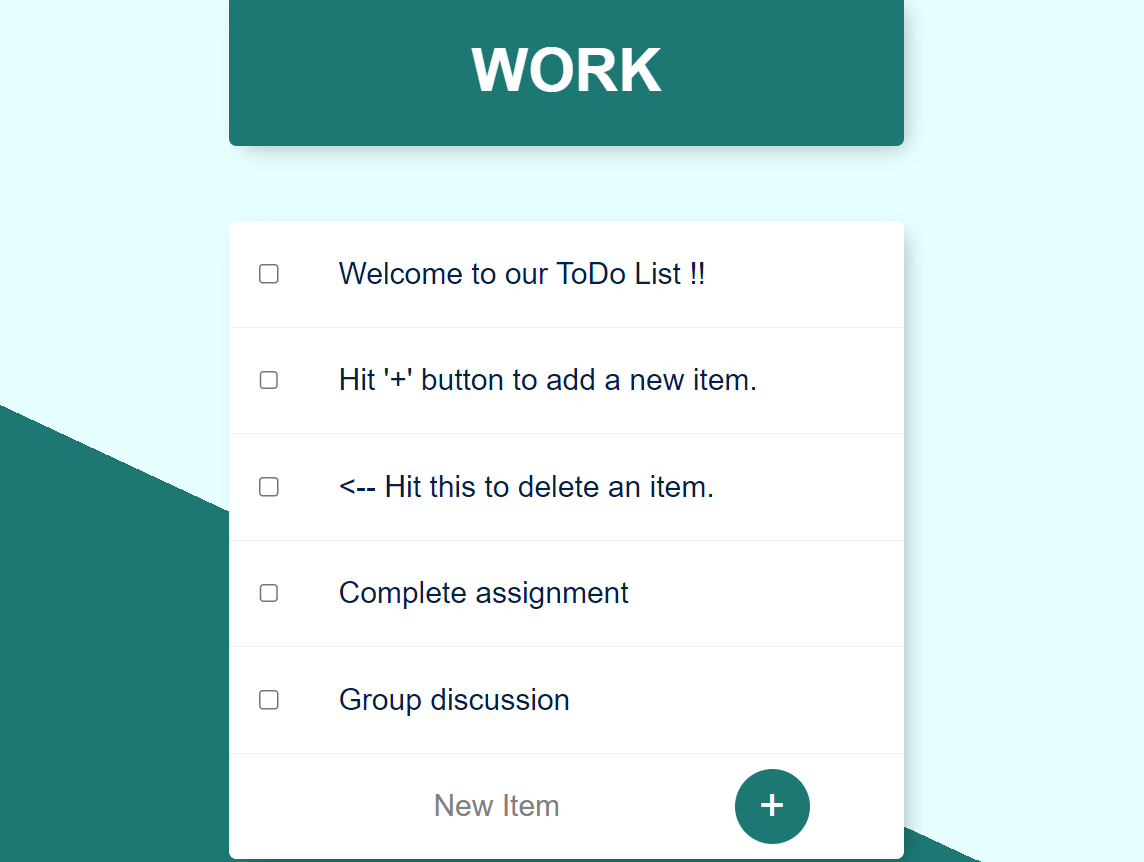 WORK
Welcome to our ToDo List !!
Hit '+' button to add a new item.
<-- Hit this to delete an item.
Complete assignment
Group discussion
New Item +